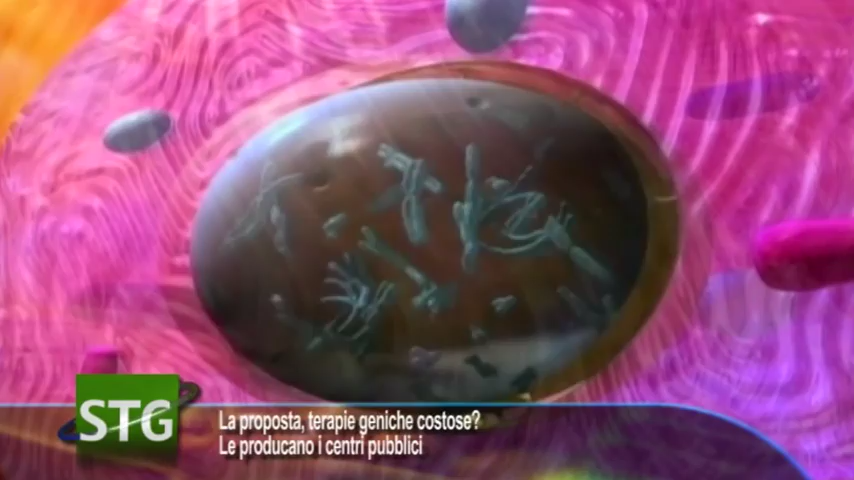 STG
La proposta, terapie geniche costose?
Le producano i centri pubblici